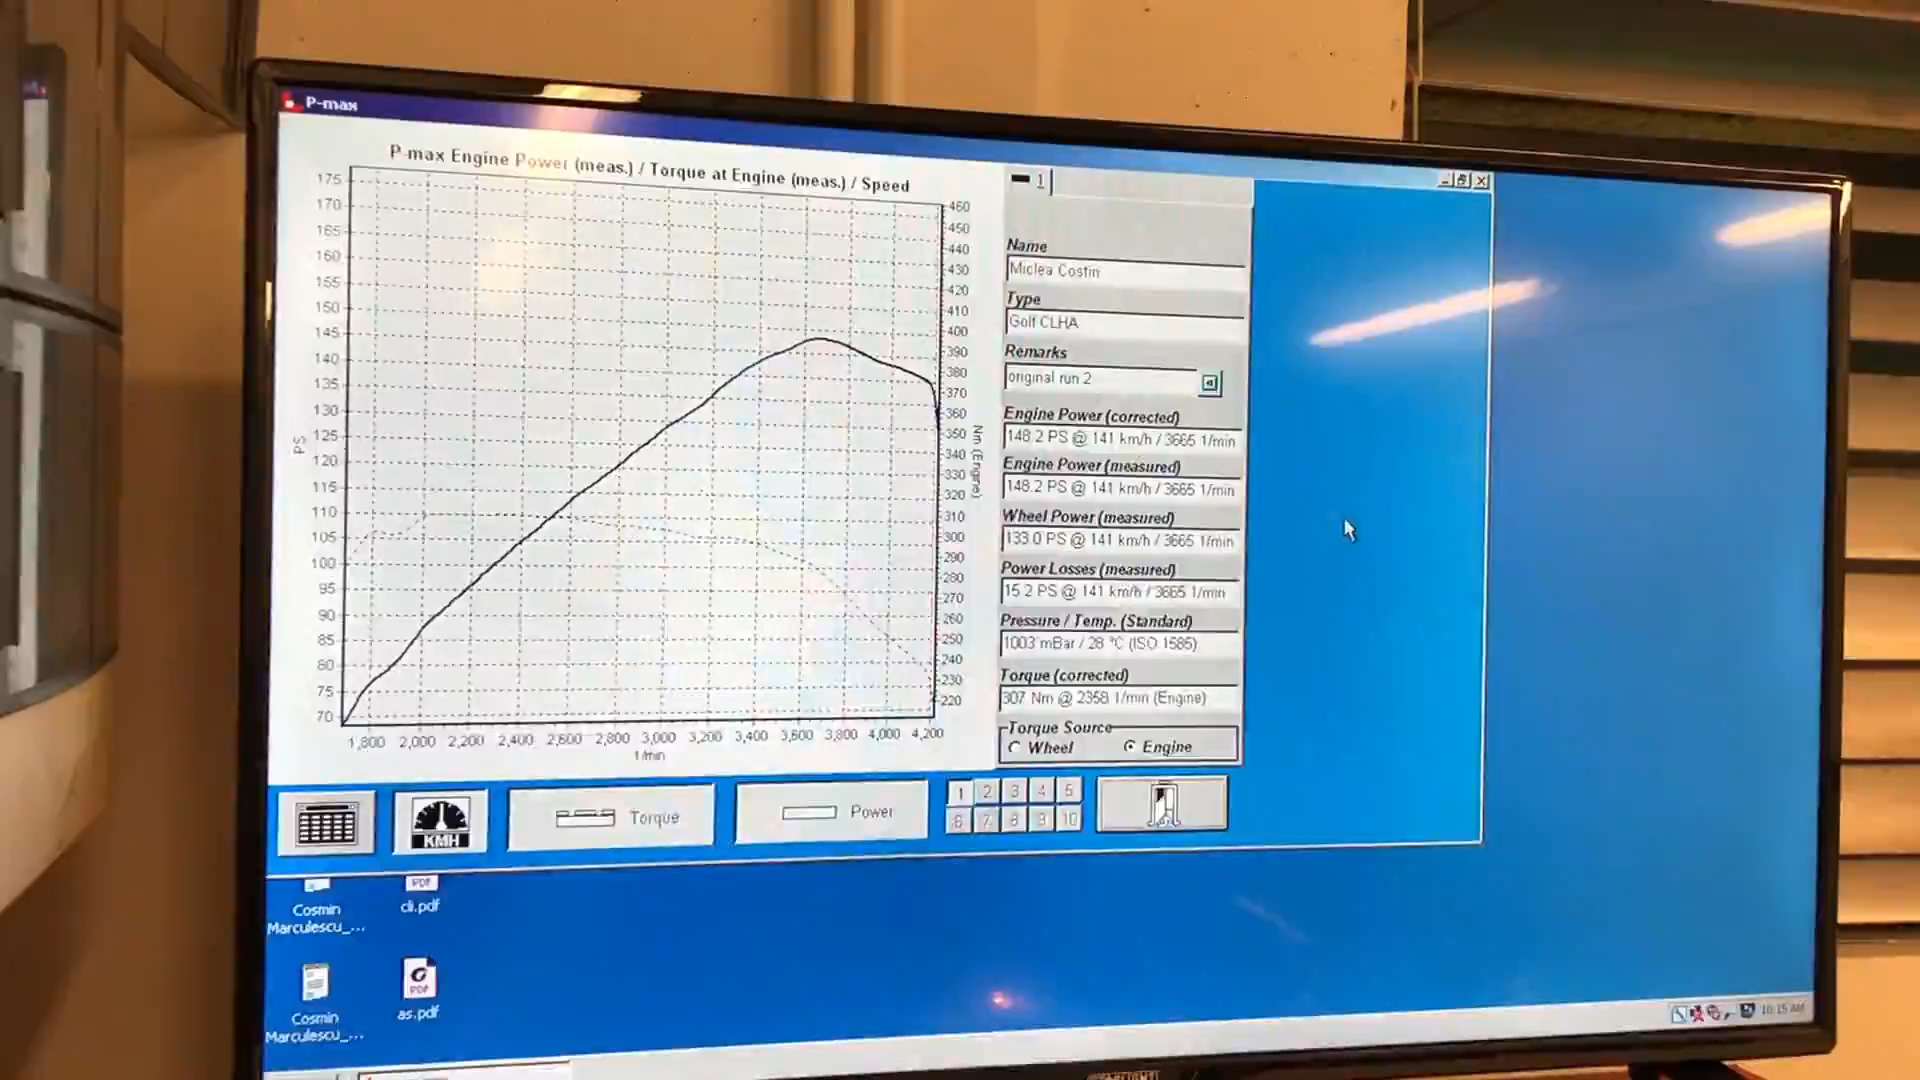 P-max
P-max Engine Power (meas.) / Torque at Engine (meas.) / Speed
175
170
165
160
155
150
145
140
135
130
125
120
115
110
105
100
95
90
85
80
75
70
PS
460
450
440
430
420
410
400
390
380
370
360
350
340
330
320
310
300
290
280
270
260
250
240
230
220
Nm (Engine)
1,800 2,000 2,200 2,400 2,600 2,800 3,000 3,200 3,400 3,600 3,800 4,000 4,200
1/min
1
Name
Miclea Costin
Type
Golf CLHA
Remarks
original run 2
Engine Power (corrected)
148.2 PS @ 141 km/h / 3665 1/min
Engine Power (measured)
148.2 PS @ 141 km/h / 3665 1/min
Wheel Power (measured)
133.0 PS @ 141 km/h / 3665 1/min
Power Losses (measured)
15.2 PS @ 141 km/h / 3665 1/min
Pressure / Temp. (Standard)
1003 mBar / 28 °C (ISO 1585)
Torque (corrected)
307 Nm @ 2358 1/min (Engine)
Torque Source
Wheel Engine
KMH
Torque
Power
1 2 3 4 5
6 7 8 9 10
Cosmin
Marculescu_...
PDF
cli.pdf
Cosmin
Marculescu_...
PDF
as.pdf
10:15 AM